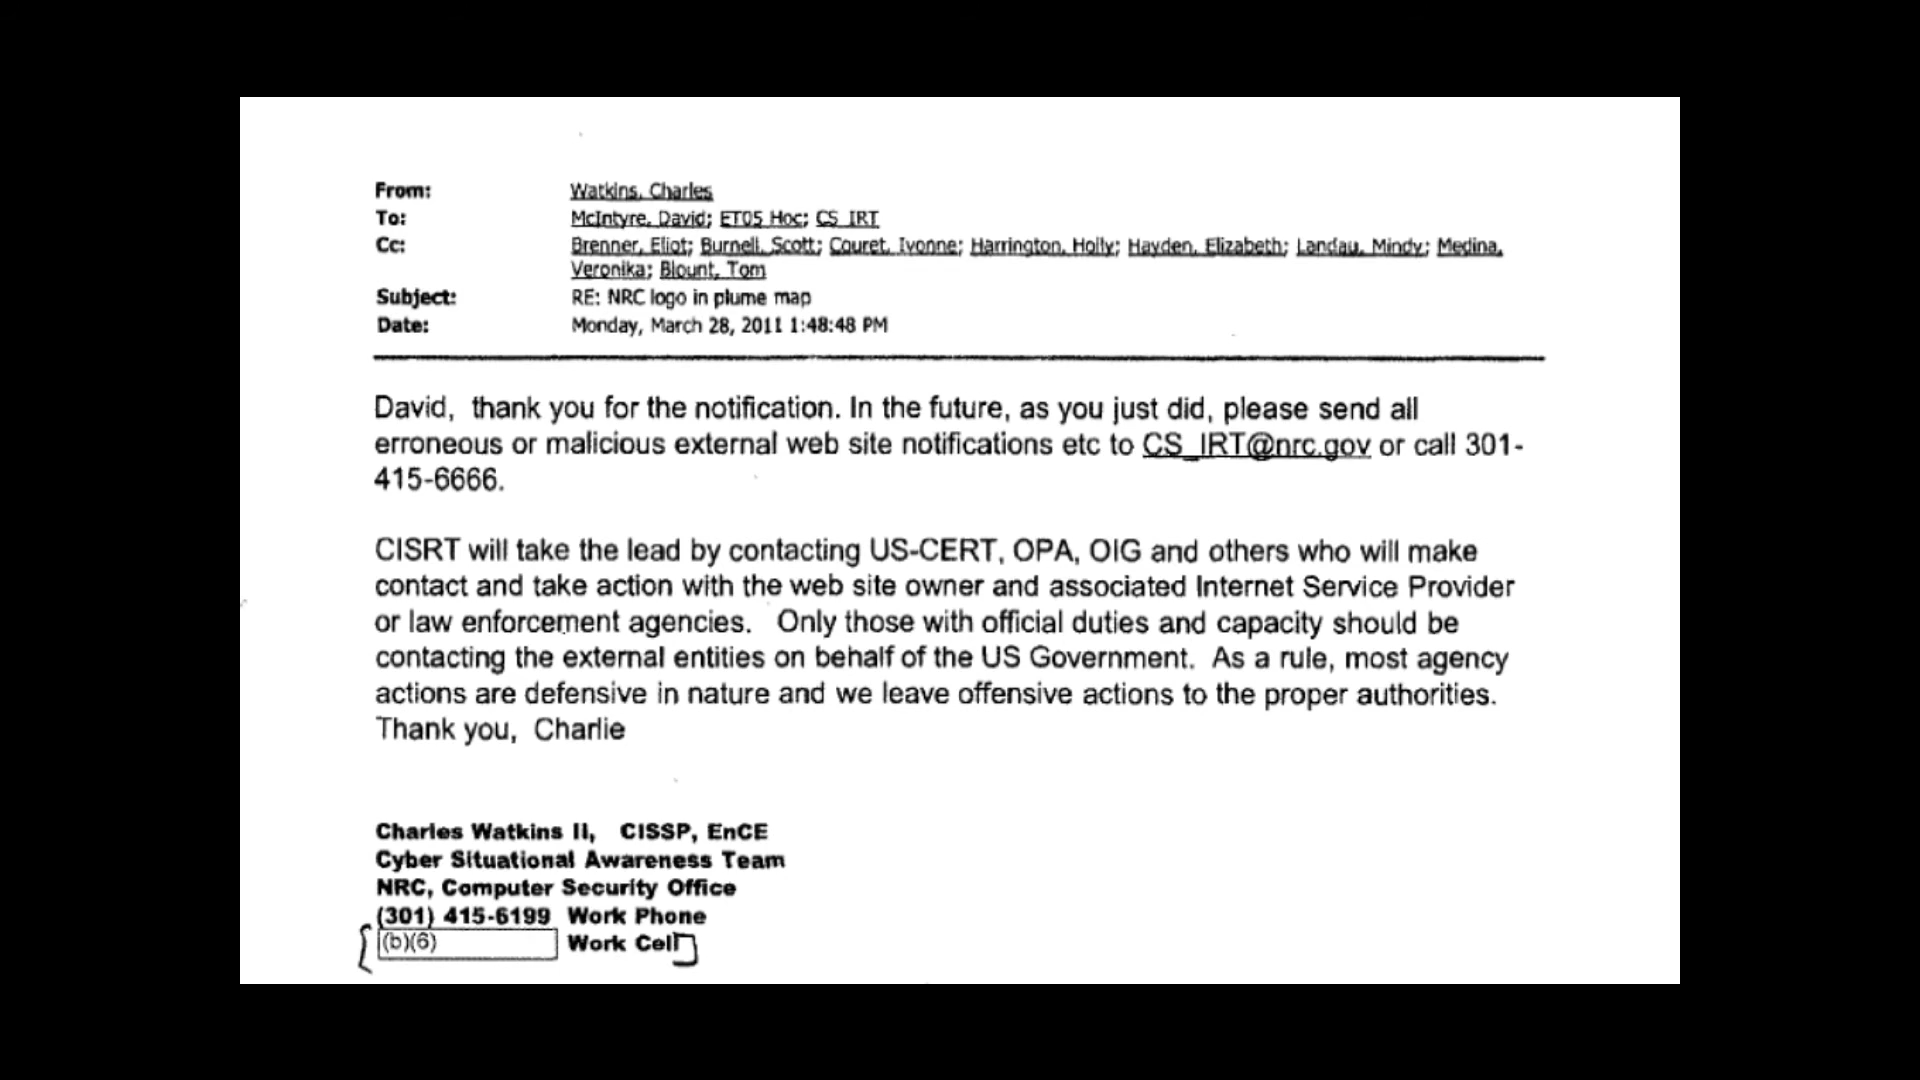 From: Watkins, Charles
To: McIntyre, David; ET05 Hoc; CS IRT
Cc: Brenner, Eliot; Burnell, Scott; Couret, Ivonne; Harrington, Holly; Hayden, Elizabeth; Landau, Mindy; Medina,
Veronika; Blount, Tom
Subject: RE: NRC logo in plume map
Date: Monday, March 28, 2011 1:48:48 PM
David, thank you for the notification. In the future, as you just did, please send all
erroneous or malicious external web site notifications etc to CS_IRT@nrc.gov or call 301-
415-6666.
CISRT will take the lead by contacting US-CERT, OPA, OIG and others who will make
contact and take action with the web site owner and associated Internet Service Provider
or law enforcement agencies. Only those with official duties and capacity should be
contacting the external entities on behalf of the US Government. As a rule, most agency
actions are defensive in nature and we leave offensive actions to the proper authorities.
Thank you, Charlie
Charles Watkins II, CISSP, EnCE
Cyber Situational Awareness Team
NRC, Computer Security Office
(301) 415-6199 Work Phone
(b)(6) Work Cell